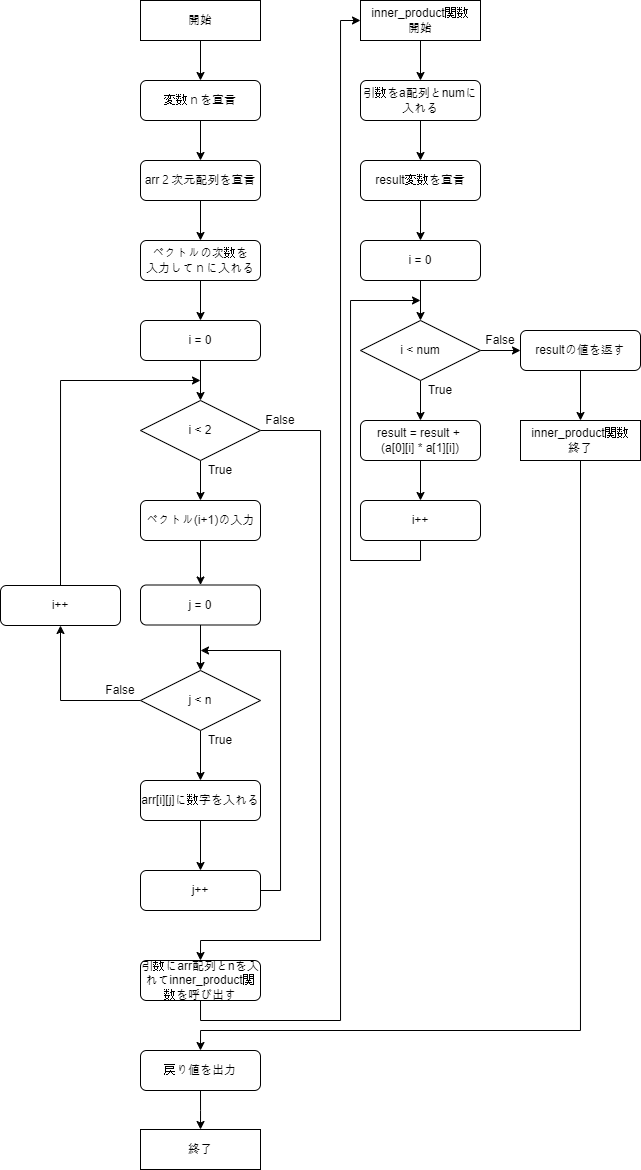 開始
変数 n を宣言
arr 2 次元配列を宣言
ベクトルの次数を
入力して n に入れる
i = 0
i < 2
False
True
ベクトル(i+1)の入力
j = 0
i++
j < n
False
True
arr[i][j]に数字を入れる
j++
引数にarr配列とnを入
れてinner_product関
数を呼び出す
戻り値を出力
終了
inner_product関数
開始
引数をa配列とnumに
入れる
result変数を宣言
i = 0
i < num
False
True
resultの値を返す
result = result +
(a[0][i] * a[1][i])
inner_product関数
終了
i++